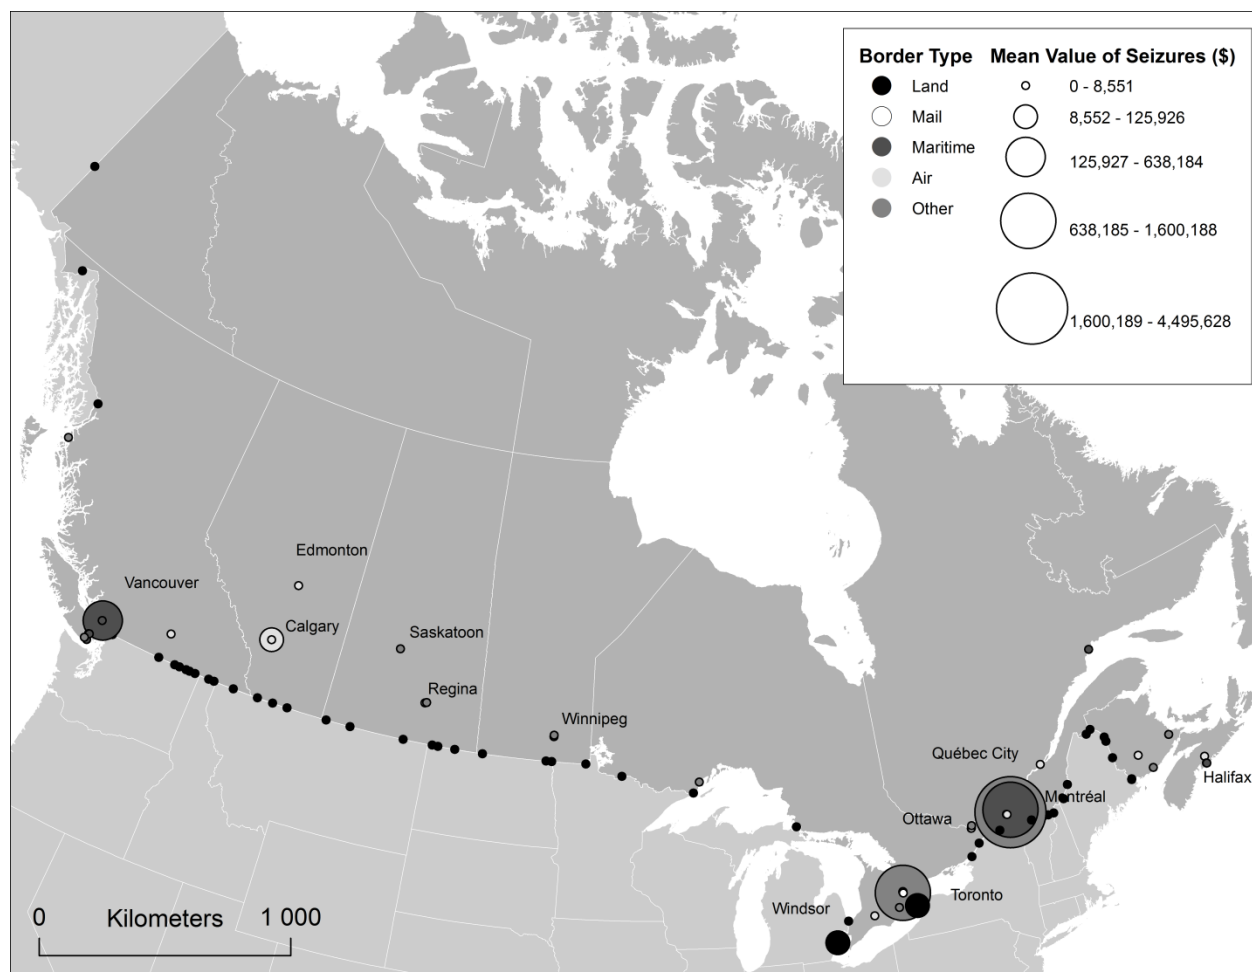 Border Type Mean Value of Seizures ($)
Land 0 - 8,551
Mail 8,552 - 125,926
Maritime 125,927 - 638,184
Air
Other 638,185 - 1,600,188
1,600,189 - 4,495,628
Edmonton
Vancouver
Calgary
Saskatoon
Regina
Winnipeg
Québec City
Halifax
Montréal
Ottawa
Toronto
Windsor
0 Kilometers 1 000